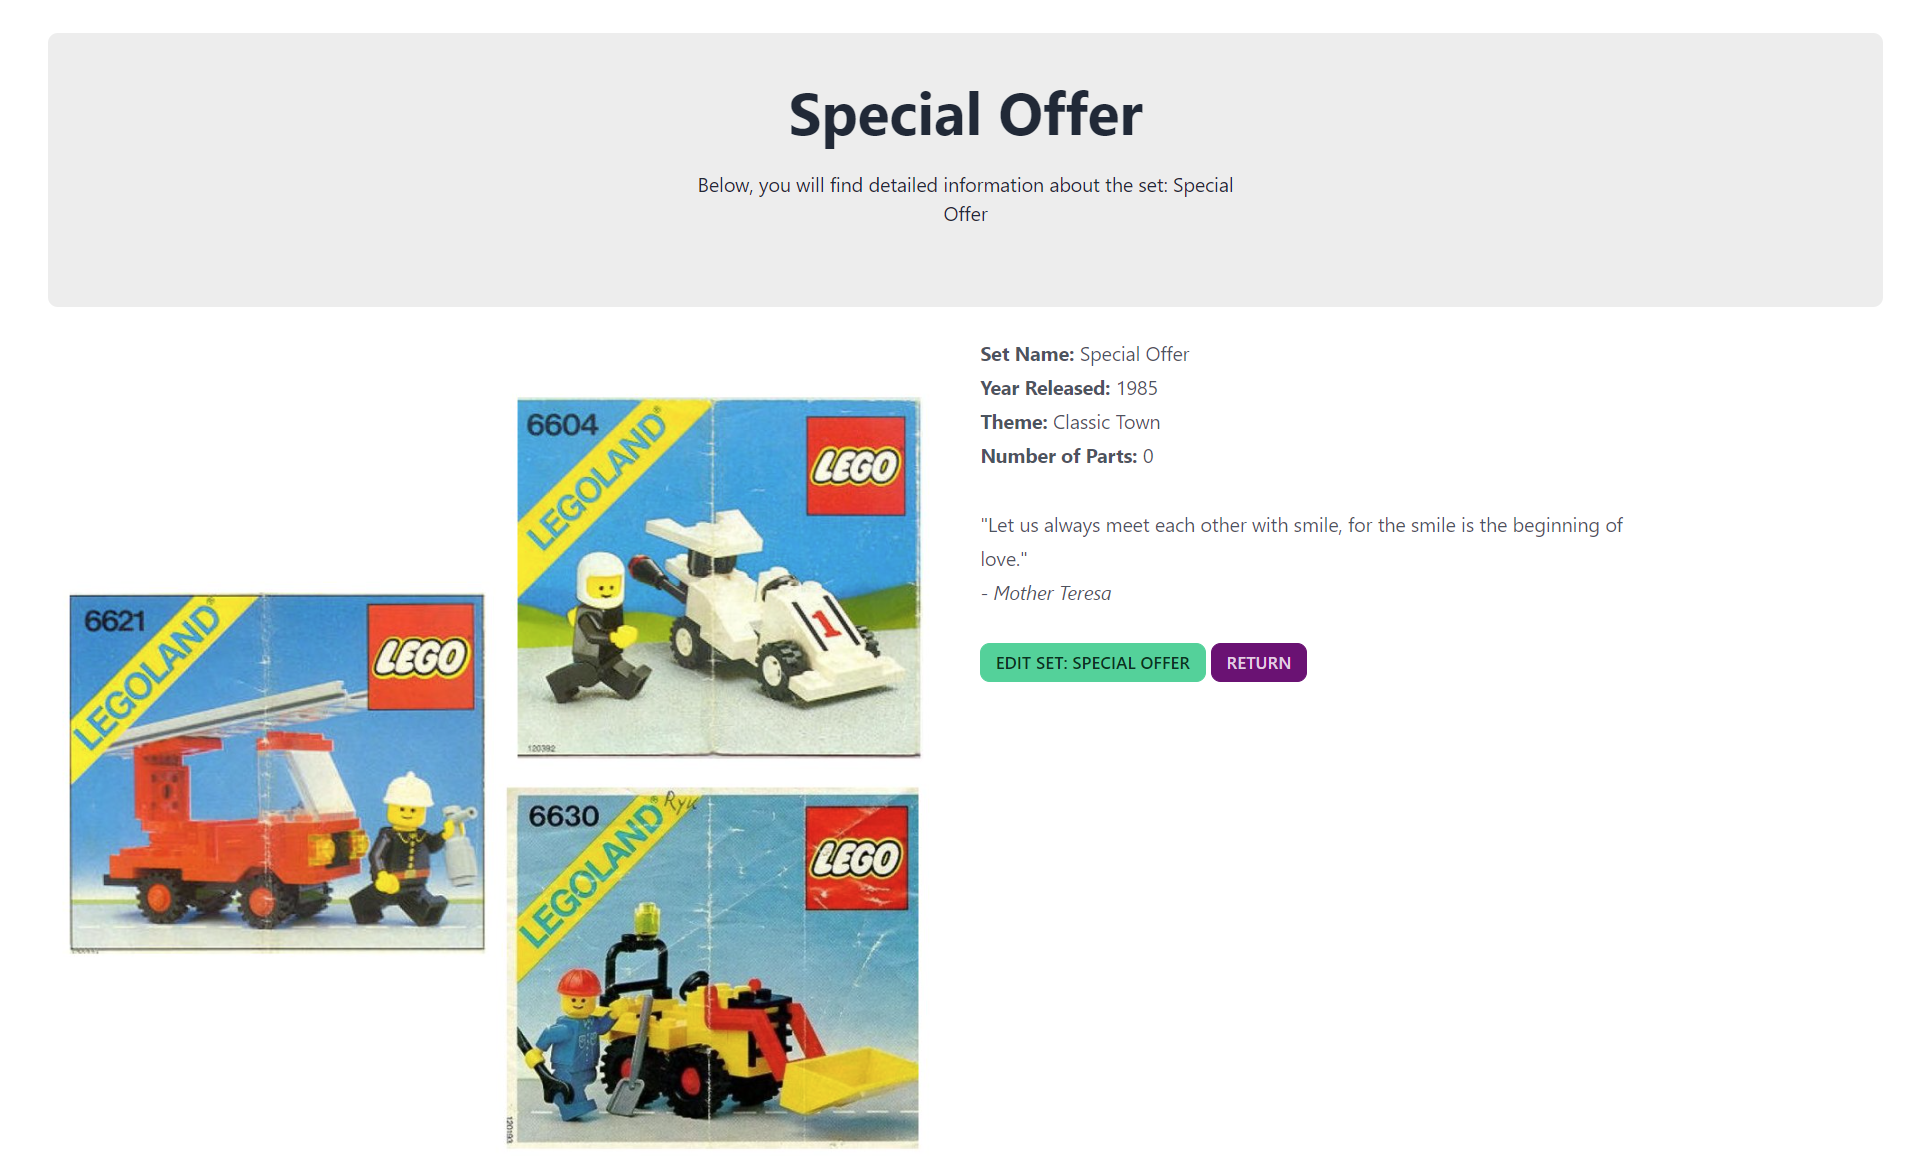 Special Offer
Below, you will find detailed information about the set: Special
Offer
Set Name: Special Offer
Year Released: 1985
Theme: Classic Town
Number of Parts: 0
"Let us always meet each other with smile, for the smile is the beginning of
love."
- Mother Teresa
EDIT SET: SPECIAL OFFER
RETURN
6604
LEGOLAND®
LEGO
1
120392
6621
LEGOLAND®
LEGO
6630
LEGOLAND®
Ryk
LEGO
120193